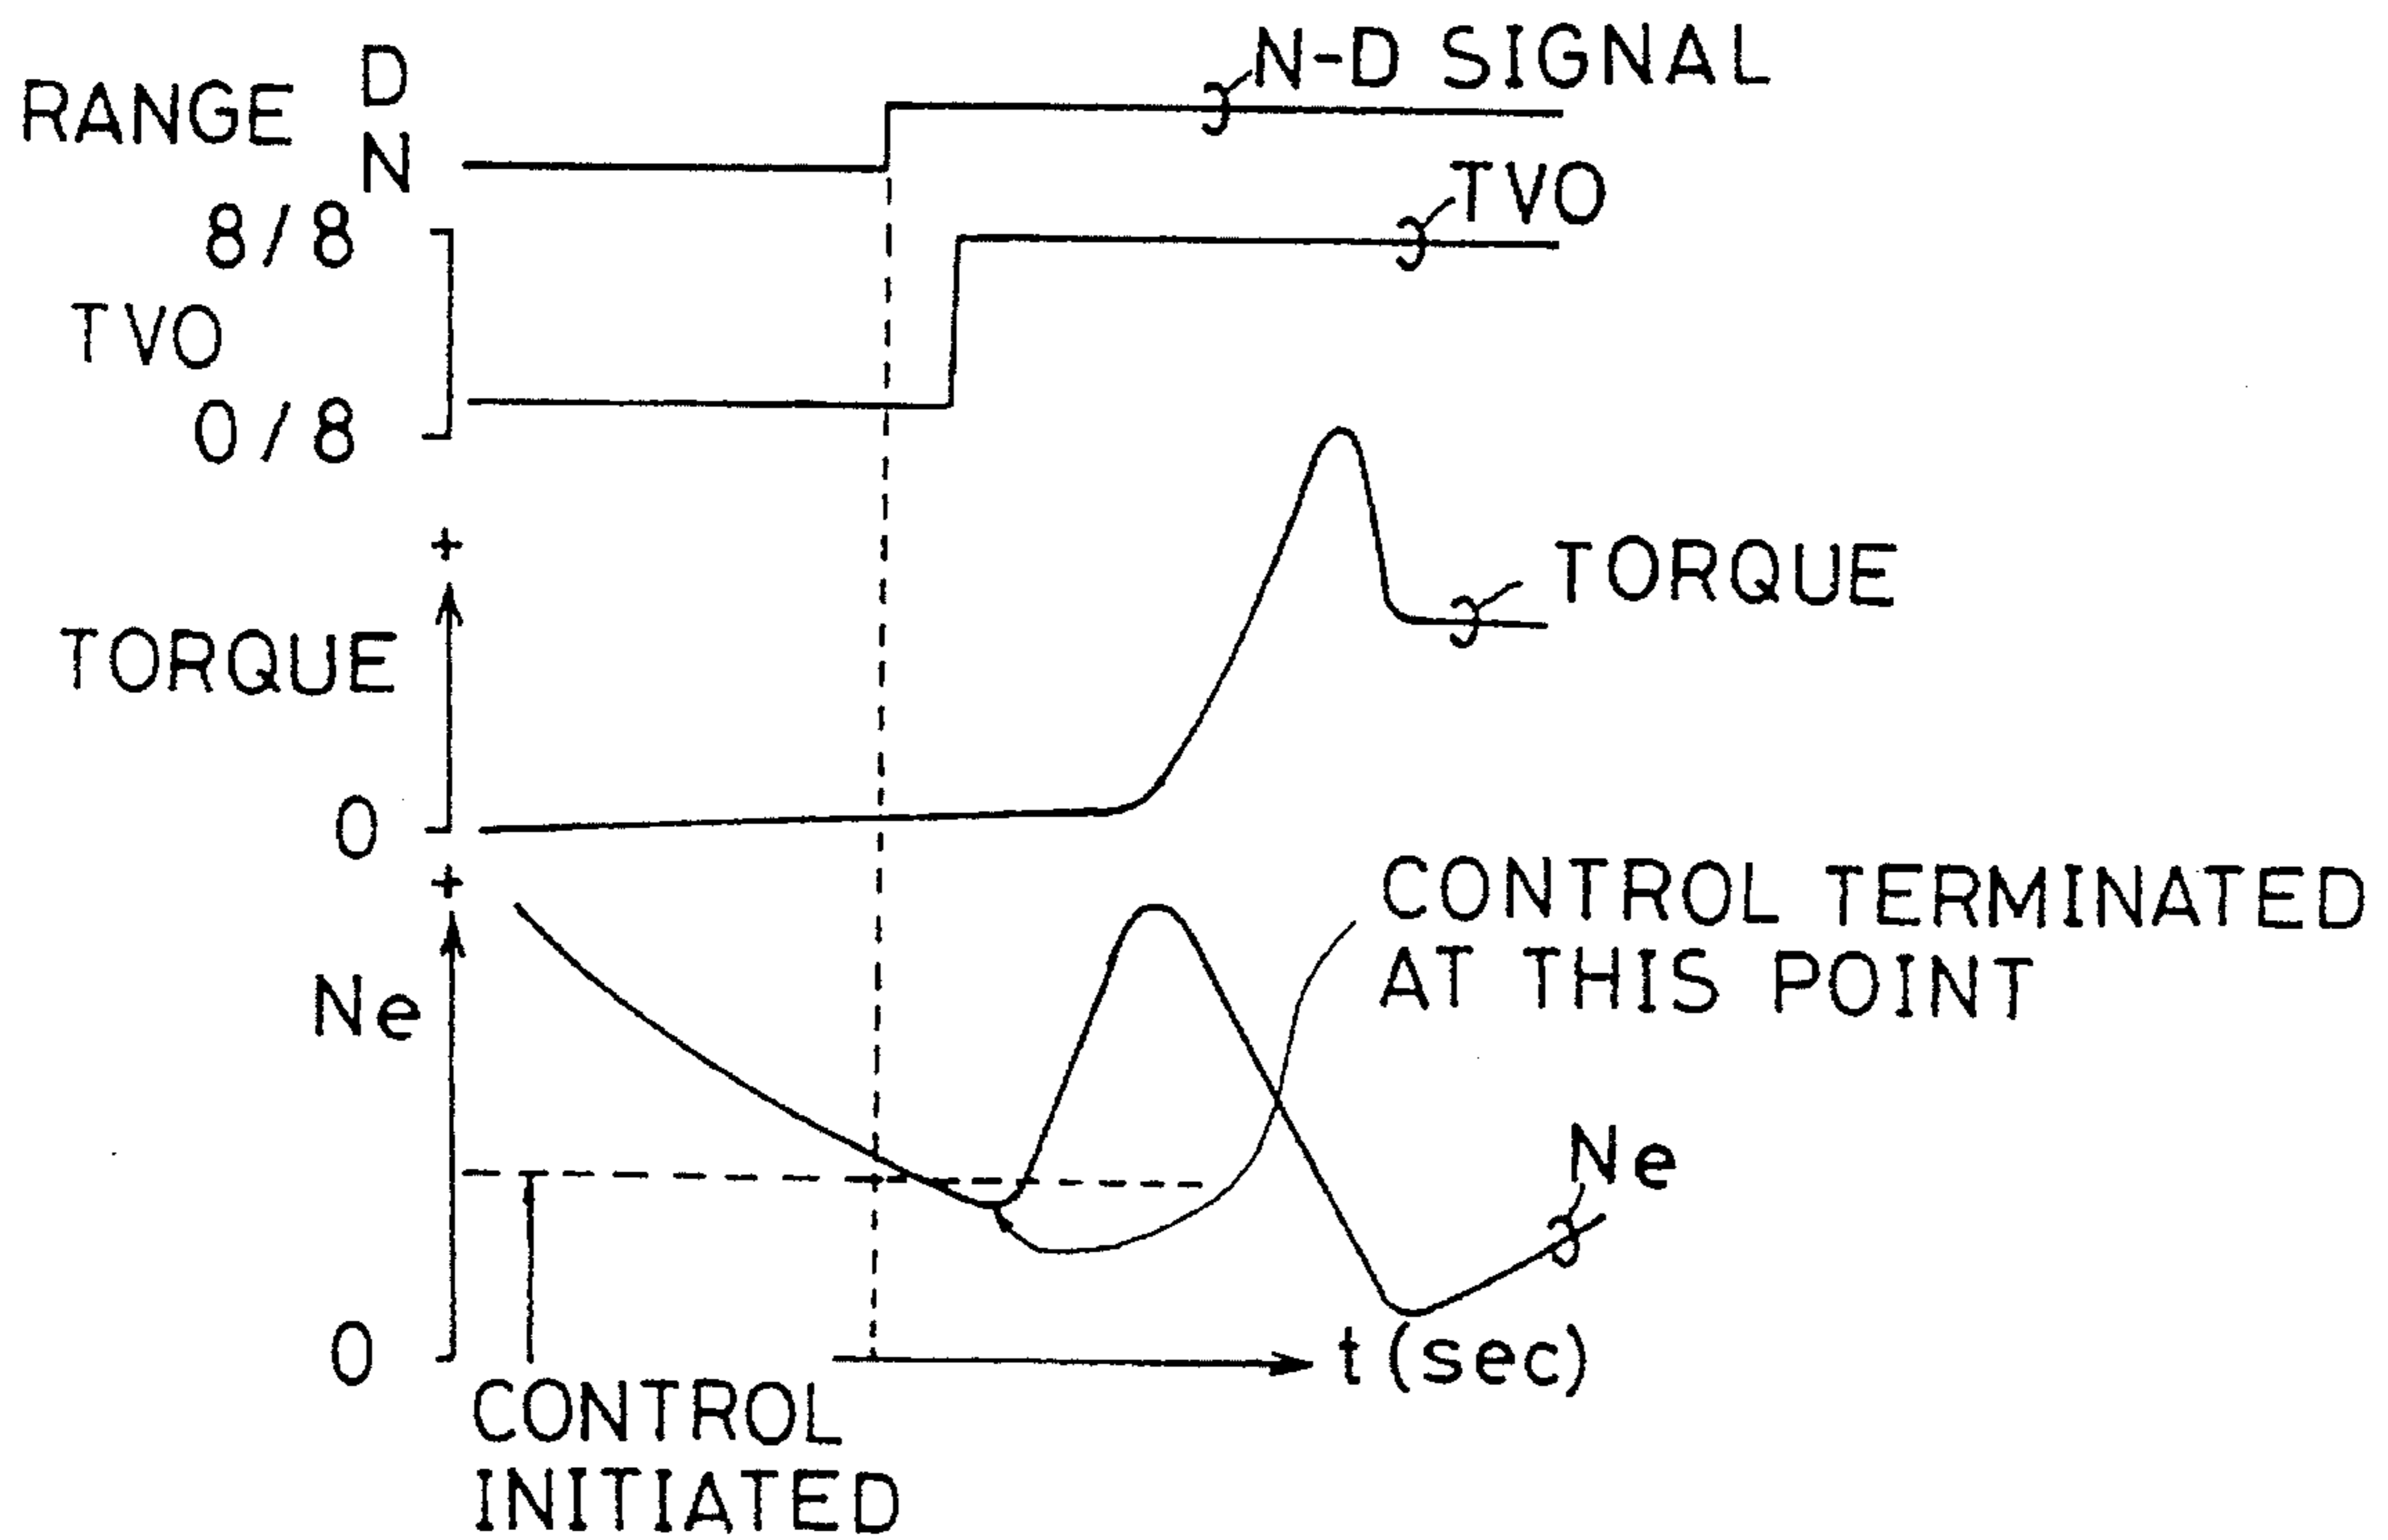 D
N-D SIGNAL
RANGE
N
TVO
8/8
TVO
0/8
+
TORQUE
TORQUE
0
+
CONTROL TERMINATED
AT THIS POINT
Ne
Ne
0
t(sec)
CONTROL
INITIATED